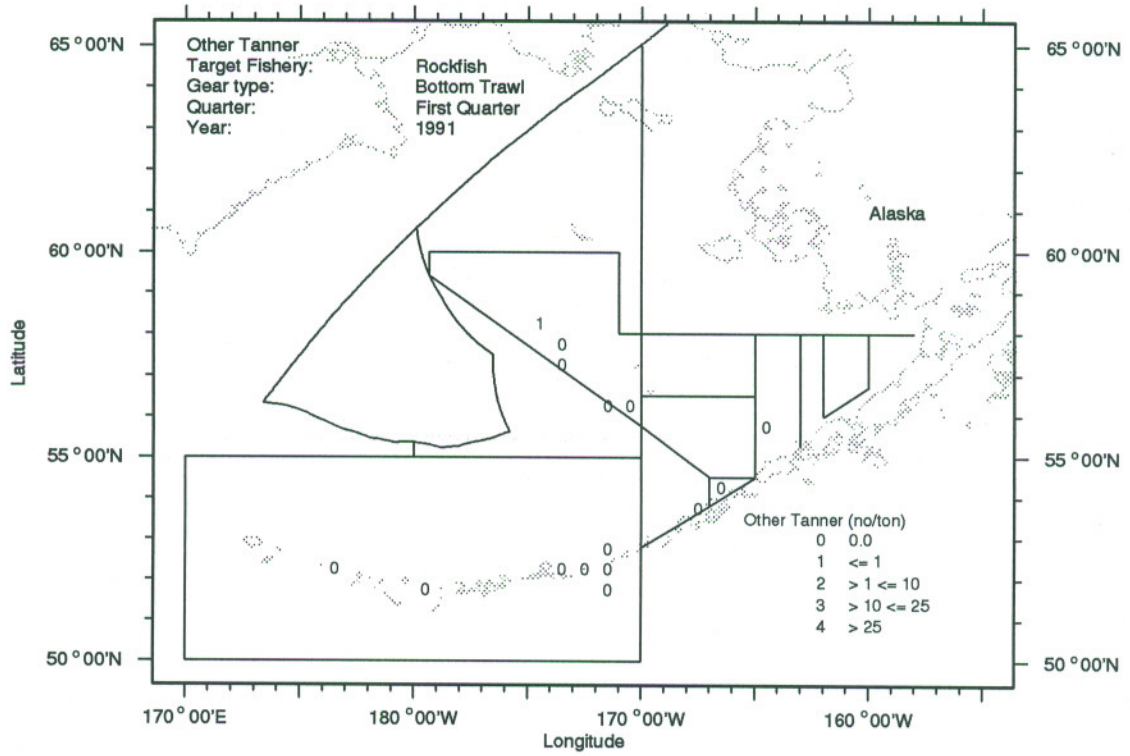 Other Tanner
Target Fishery: Rockfish
Gear type: Bottom Trawl
Quarter: First Quarter
Year: 1991
65 °00'N
65 °00'N
Alaska
60 °00'N
60 °00'N
1
0
0
0 0
0
55 °00'N
55 °00'N
0
0
Other Tanner (no/ton)
0 0.0
1 <= 1
2 > 1 <= 10
3 > 10 <= 25
4 > 25
0
0 0 0 0
0 0
50 °00'N
50 °00'N
170 °00'E
180 °00'W
170 °00'W
160 °00'W
Latitude
Longitude